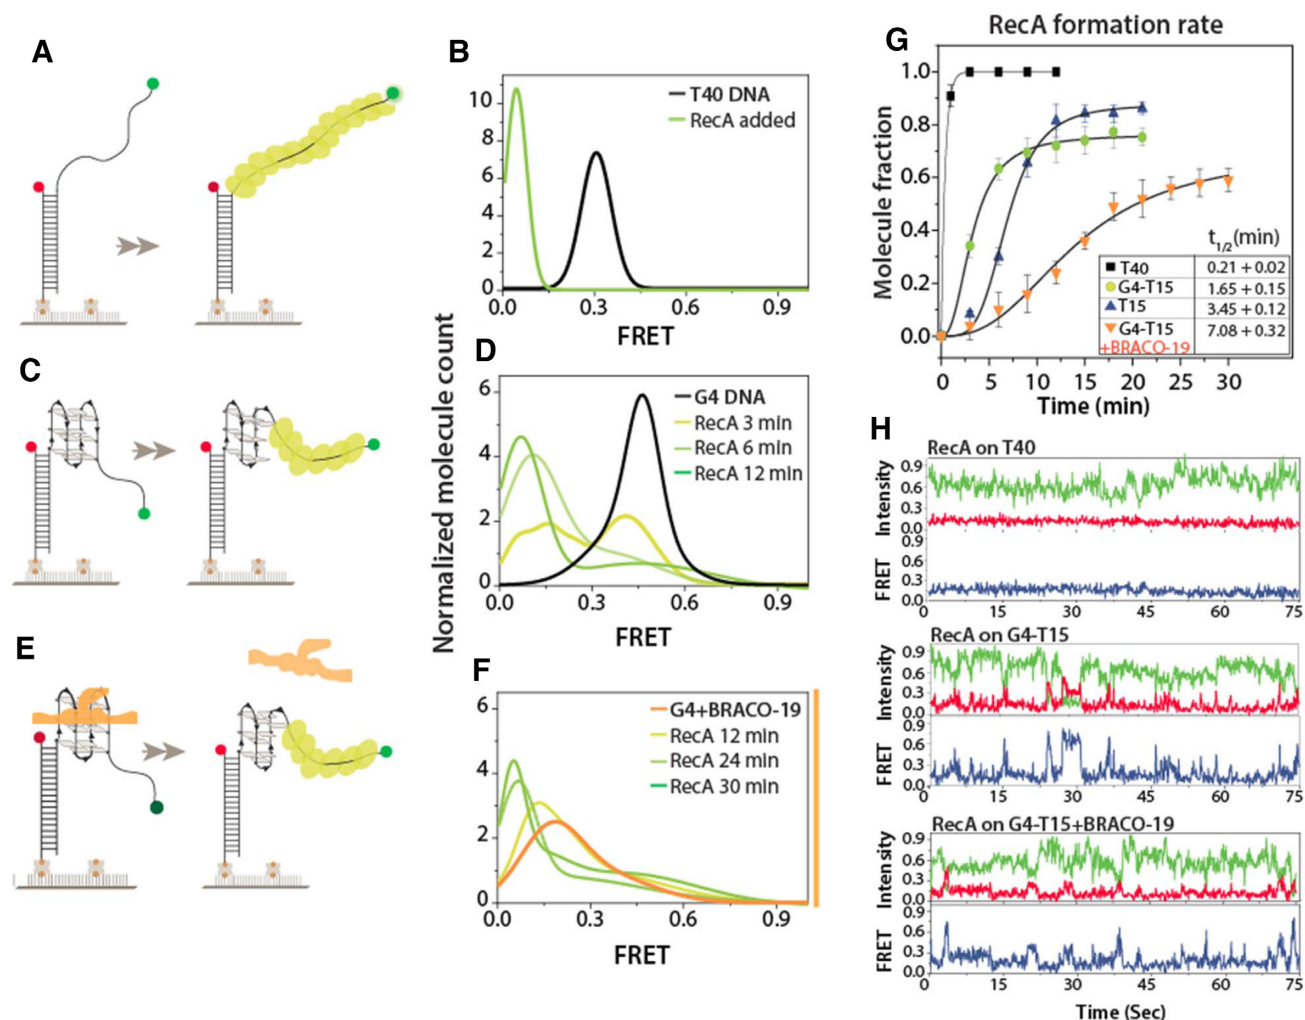 A
B
10
8
6
4
2
0
T40 DNA
RecA added
0.0 0.3 0.6 0.9
FRET
C
D
Normalized molecule count
6
4
2
0
G4 DNA
RecA 3 min
RecA 6 min
RecA 12 min
0.0 0.3 0.6 0.9
FRET
E
F
6
4
2
0
G4+BRACO-19
RecA 12 min
RecA 24 min
RecA 30 min
0.0 0.3 0.6 0.9
FRET
G
RecA formation rate
Molecule fraction
1.0
0.8
0.6
0.4
0.2
0.0
t1/2(min)
T40 0.21 + 0.02
G4-T15 1.65 + 0.15
T15 3.45 + 0.12
G4-T15 7.08 + 0.32
+BRACO-19
0 5 10 15 20 25 30
Time (min)
H
RecA on T40
Intensity
0.9
0.6
0.3
0.0
FRET
0.9
0.6
0.3
0.0
0 15 30 45 60 75
RecA on G4-T15
Intensity
0.9
0.6
0.3
0.0
FRET
0.9
0.6
0.3
0.0
0 15 30 45 60 75
RecA on G4-T15+BRACO-19
Intensity
0.9
0.6
0.3
0.0
FRET
0.9
0.6
0.3
0.0
0 15 30 45 60 75
Time (Sec)